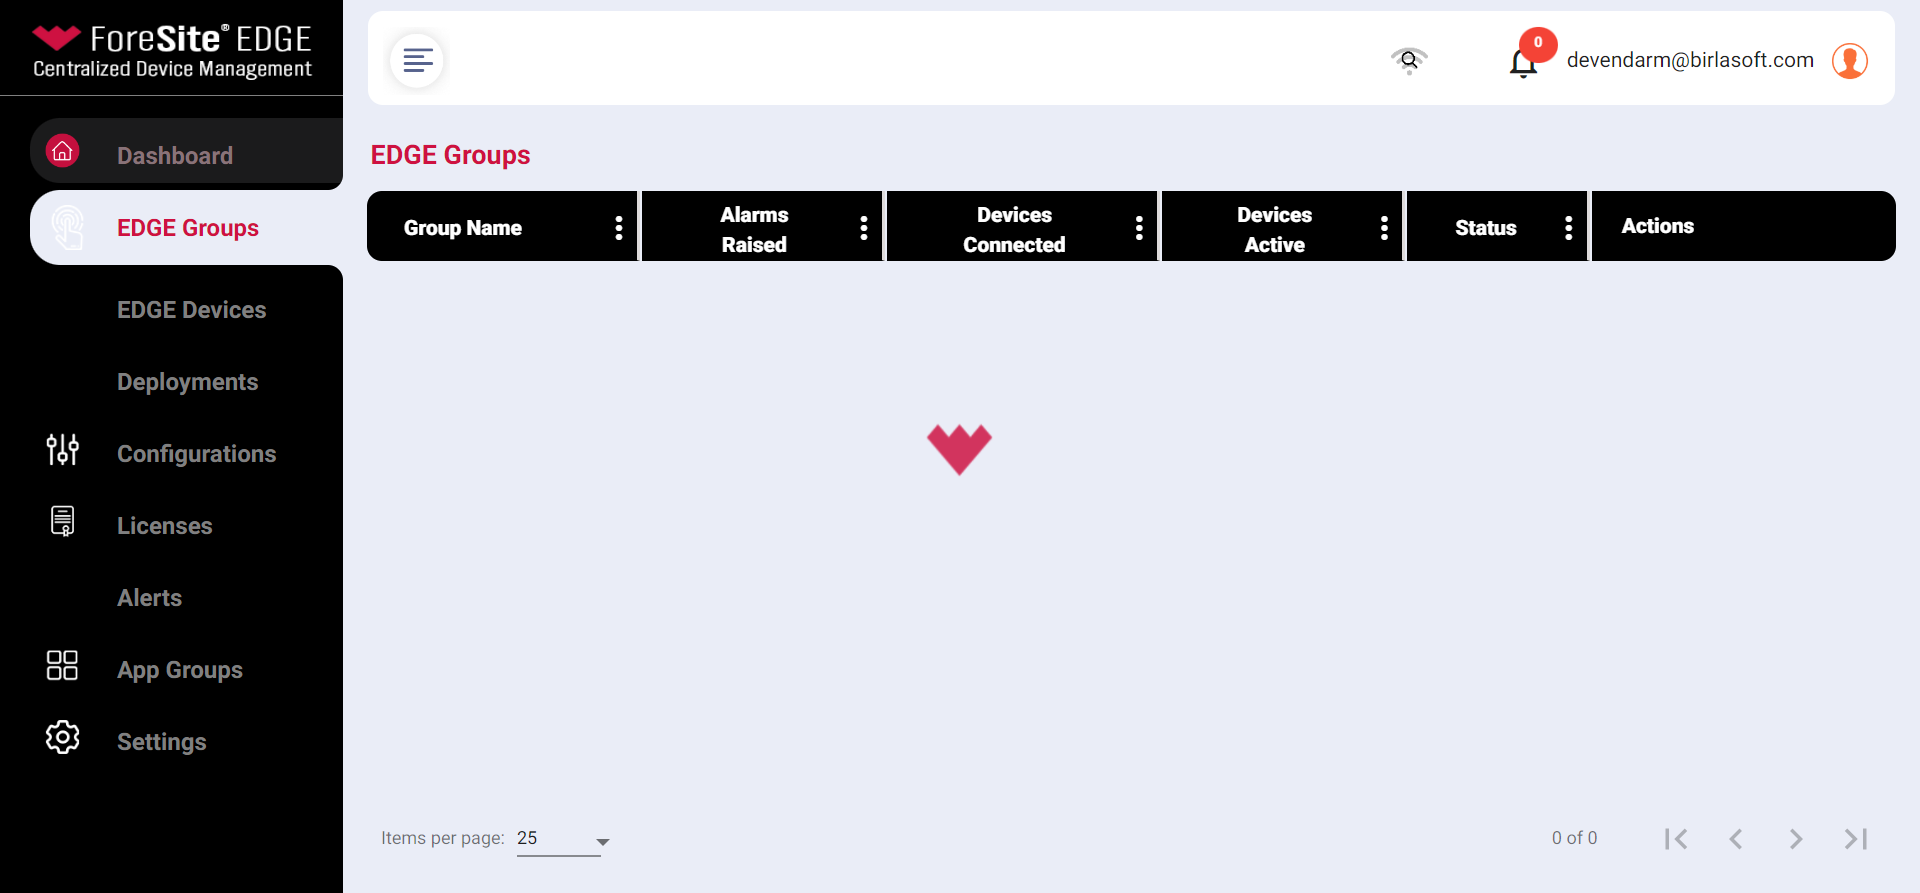 ForeSite® EDGE
Centralized Device Management
0
devendarm@birlasoft.com
Dashboard
EDGE Groups
EDGE Devices
Deployments
Configurations
Licenses
Alerts
App Groups
Settings
EDGE Groups
Group Name
Alarms
Raised
Devices
Connected
Devices
Active
Status
Actions
Items per page: 25
0 of 0